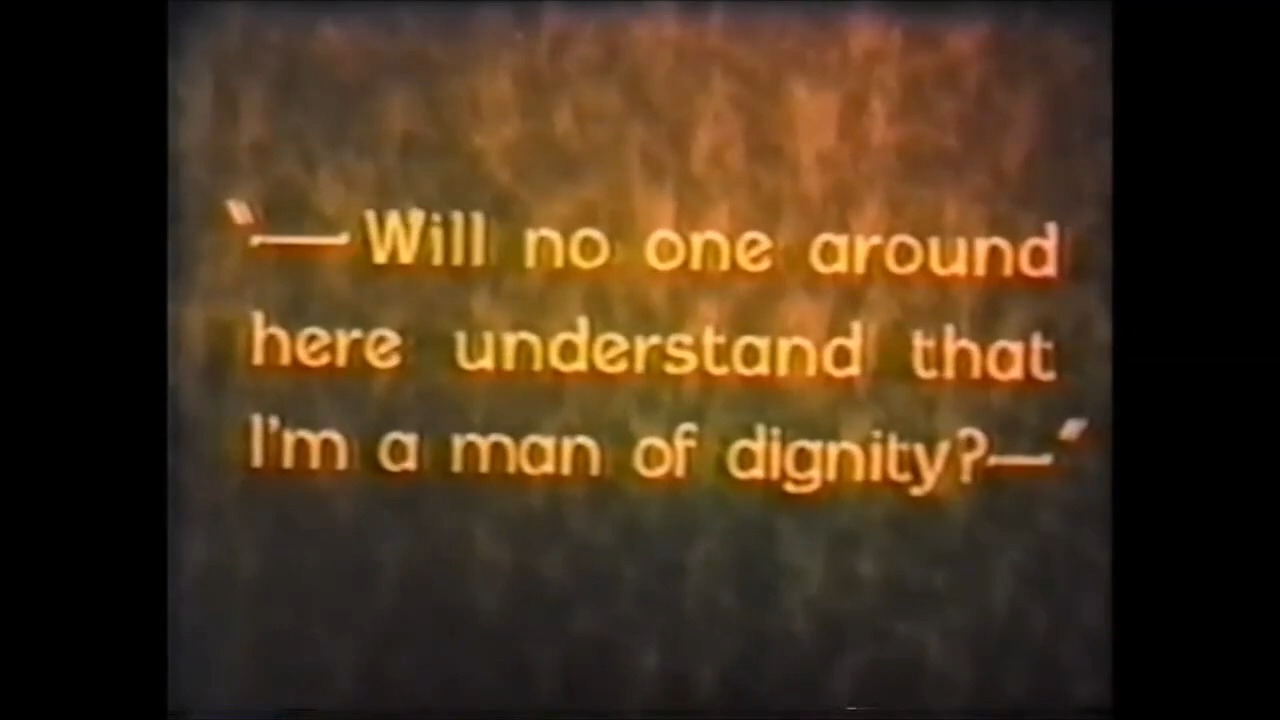 "—Will no one around
here understand that
I'm a man of dignity?—"